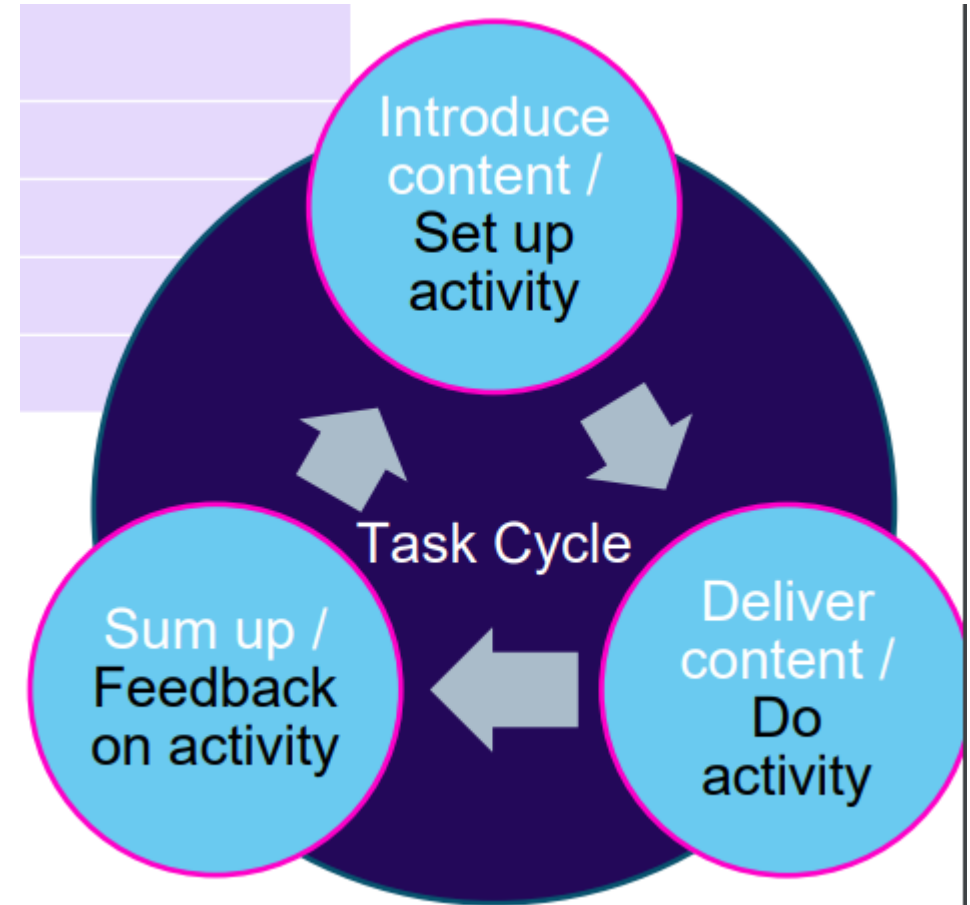 Introduce
content /
Set up
activity
Task Cycle
Deliver
content /
Do
activity
Sum up /
Feedback
on activity